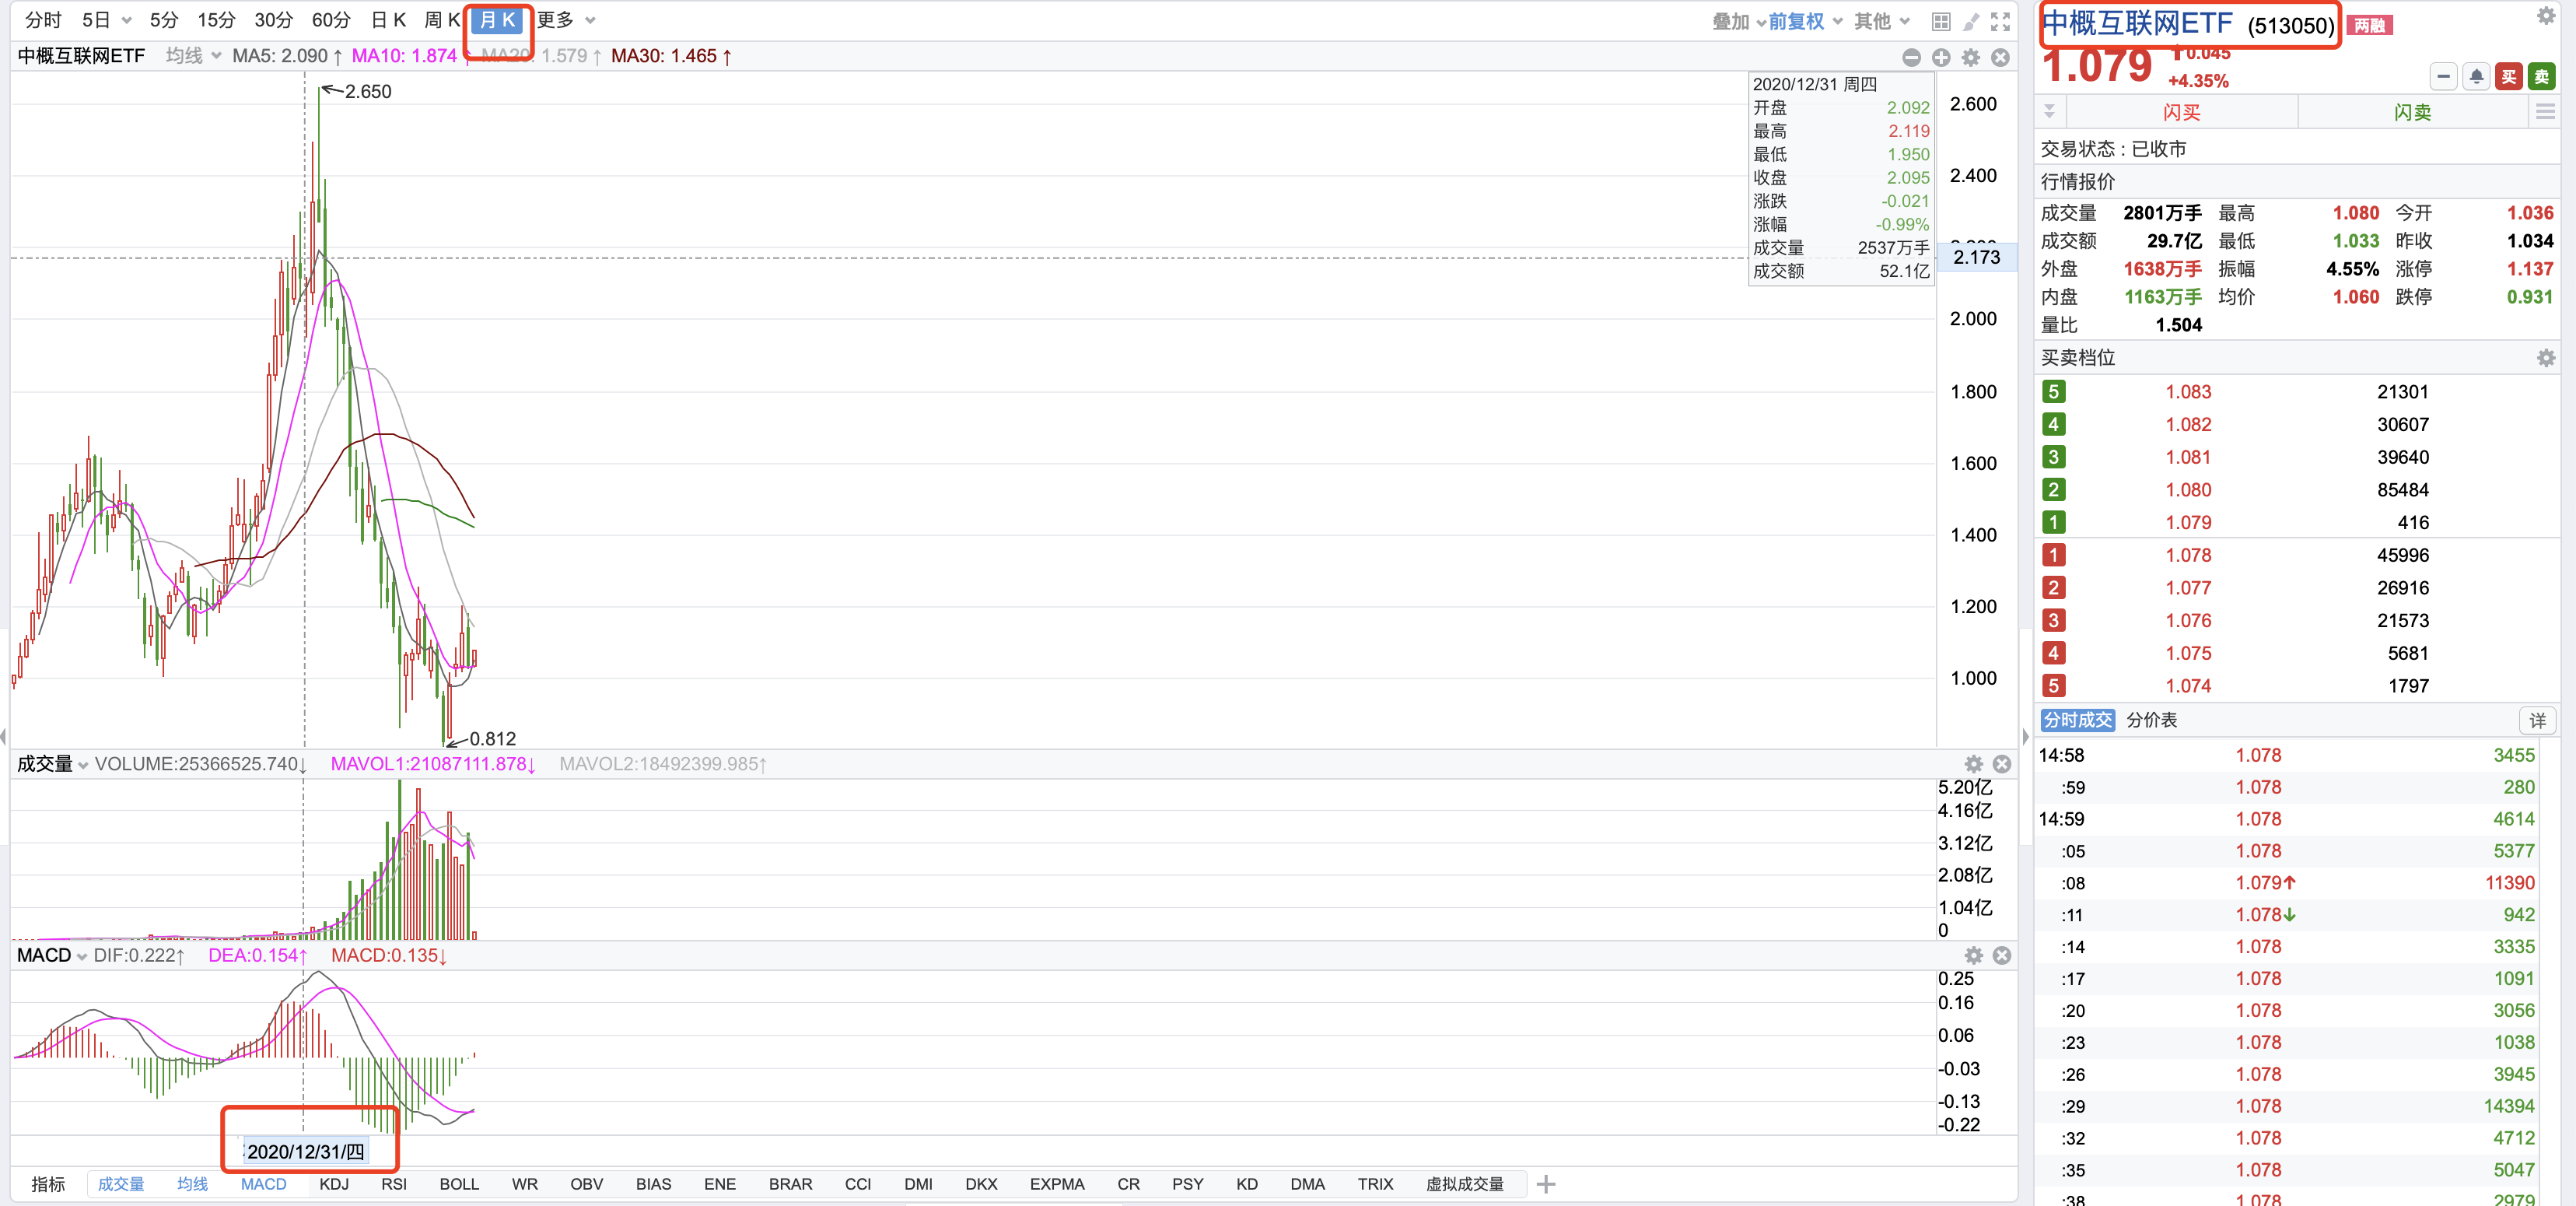 分时 5日 5分 15分 30分 60分 日K 周K 月K 更多 叠加 前复权 其他
中概互联网ETF 均线 MA5: 2.090↑ MA10: 1.874↑ MA20: 1.579↑ MA30: 1.465↑
2.650
0.812
2020/12/31 周四
开盘 2.092
最高 2.119
最低 1.950
收盘 2.095
涨跌 -0.021
涨幅 -0.99%
成交量 2537万手
成交额 52.1亿
2.600
2.400
2.173
2.000
1.800
1.600
1.400
1.200
1.000
成交量 VOLUME:25366525.740↓ MAVOL1:21087111.878↓ MAVOL2:18492399.985↑
5.20亿
4.16亿
3.12亿
2.08亿
1.04亿
0
MACD DIF:0.222↑ DEA:0.154↑ MACD:0.135↓
0.25
0.16
0.06
-0.03
-0.13
-0.22
2020/12/31/四
指标 成交量 均线 MACD KDJ RSI BOLL WR OBV BIAS ENE BRAR CCI DMI DKX EXPMA CR PSY KD DMA TRIX 虚拟成交量
中概互联网ETF (513050) 两融
1.079 ↑0.045
+4.35%
买 卖
闪买 闪卖
交易状态 : 已收市
行情报价
成交量 2801万手 最高 1.080 今开 1.036
成交额 29.7亿 最低 1.033 昨收 1.034
外盘 1638万手 振幅 4.55% 涨停 1.137
内盘 1163万手 均价 1.060 跌停 0.931
量比 1.504
买卖档位
5 1.083 21301
4 1.082 30607
3 1.081 39640
2 1.080 85484
1 1.079 416
1 1.078 45996
2 1.077 26916
3 1.076 21573
4 1.075 5681
5 1.074 1797
分时成交 分价表 详
14:58 1.078 3455
:59 1.078 280
14:59 1.078 4614
:05 1.078 5377
:08 1.079↑ 11390
:11 1.078↓ 942
:14 1.078 3335
:17 1.078 1091
:20 1.078 3056
:23 1.078 1038
:26 1.078 3945
:29 1.078 14394
:32 1.078 4712
:35 1.078 5047
:38 1.078 2979